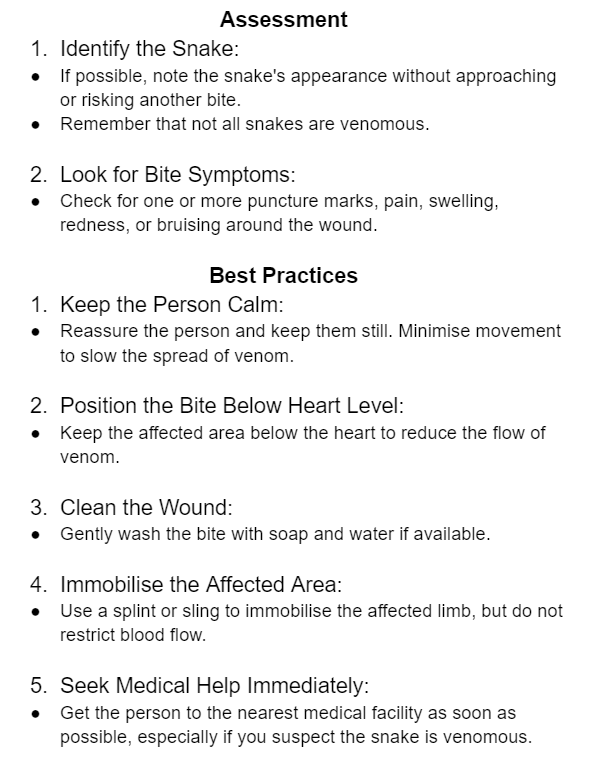 Assessment
1. Identify the Snake:
● If possible, note the snake's appearance without approaching
or risking another bite.
● Remember that not all snakes are venomous.
2. Look for Bite Symptoms:
● Check for one or more puncture marks, pain, swelling,
redness, or bruising around the wound.
Best Practices
1. Keep the Person Calm:
● Reassure the person and keep them still. Minimise movement
to slow the spread of venom.
2. Position the Bite Below Heart Level:
● Keep the affected area below the heart to reduce the flow of
venom.
3. Clean the Wound:
● Gently wash the bite with soap and water if available.
4. Immobilise the Affected Area:
● Use a splint or sling to immobilise the affected limb, but do not
restrict blood flow.
5. Seek Medical Help Immediately:
● Get the person to the nearest medical facility as soon as
possible, especially if you suspect the snake is venomous.